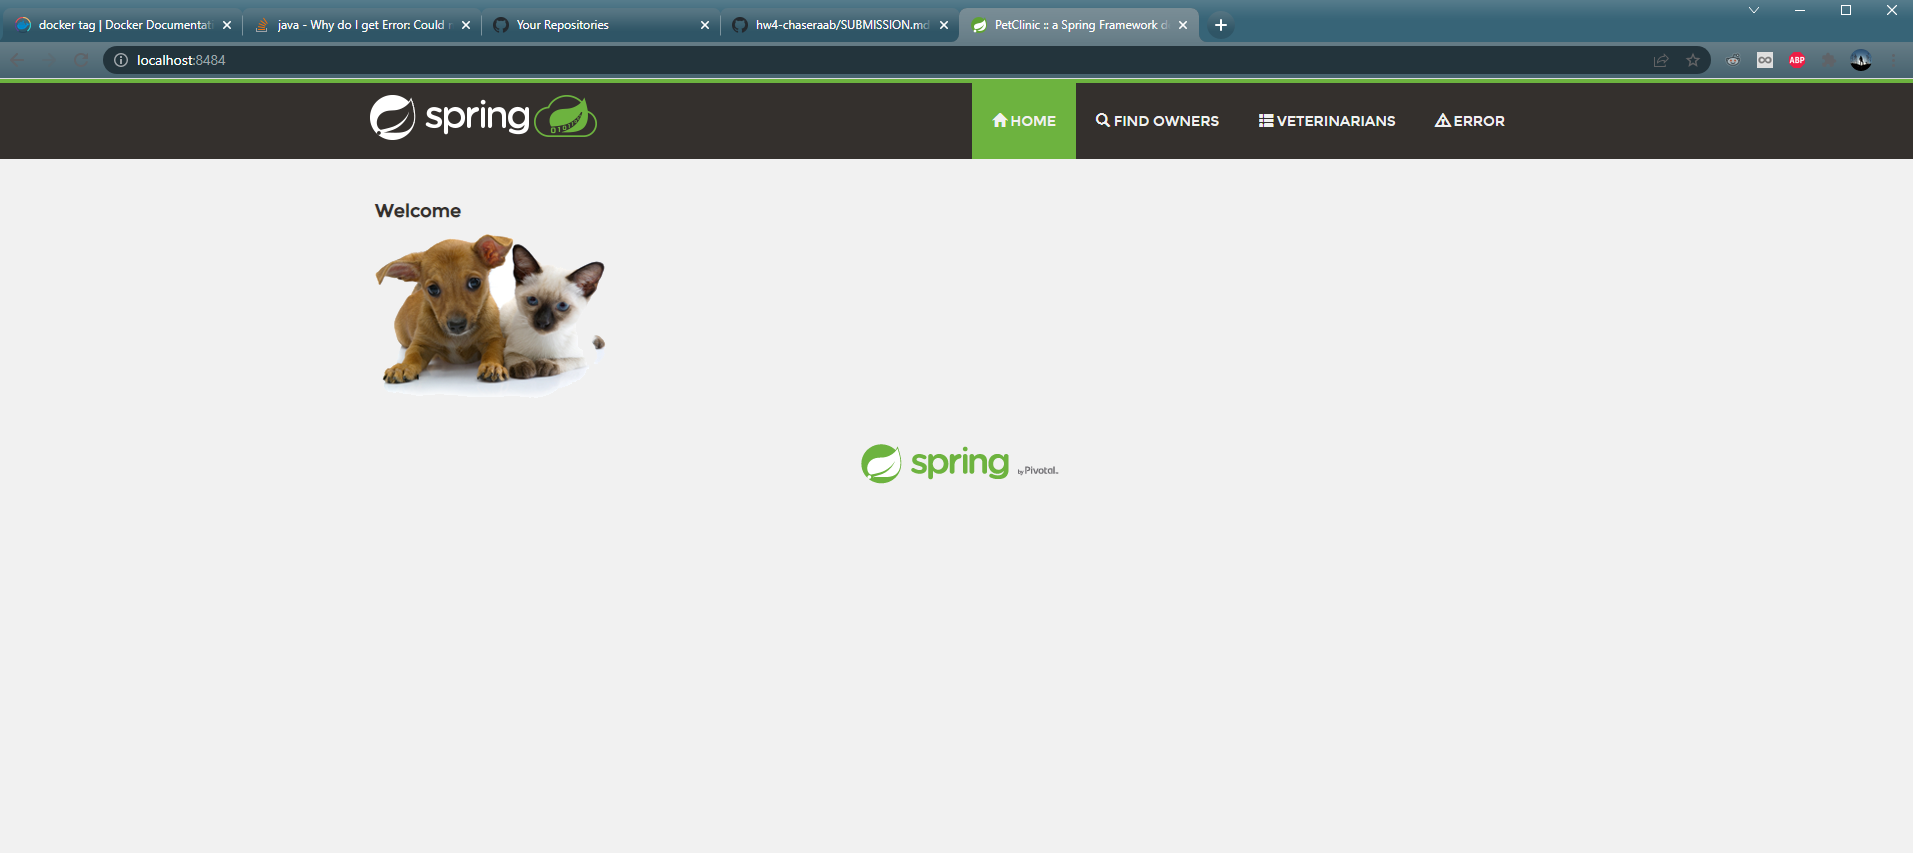 docker tag | Docker Documentat
java - Why do I get Error: Could
Your Repositories
hw4-chaseraab/SUBMISSION.md
PetClinic :: a Spring Framework d
localhost:8484
ABP
spring
HOME
FIND OWNERS
VETERINARIANS
ERROR
Welcome
spring by Pivotal.